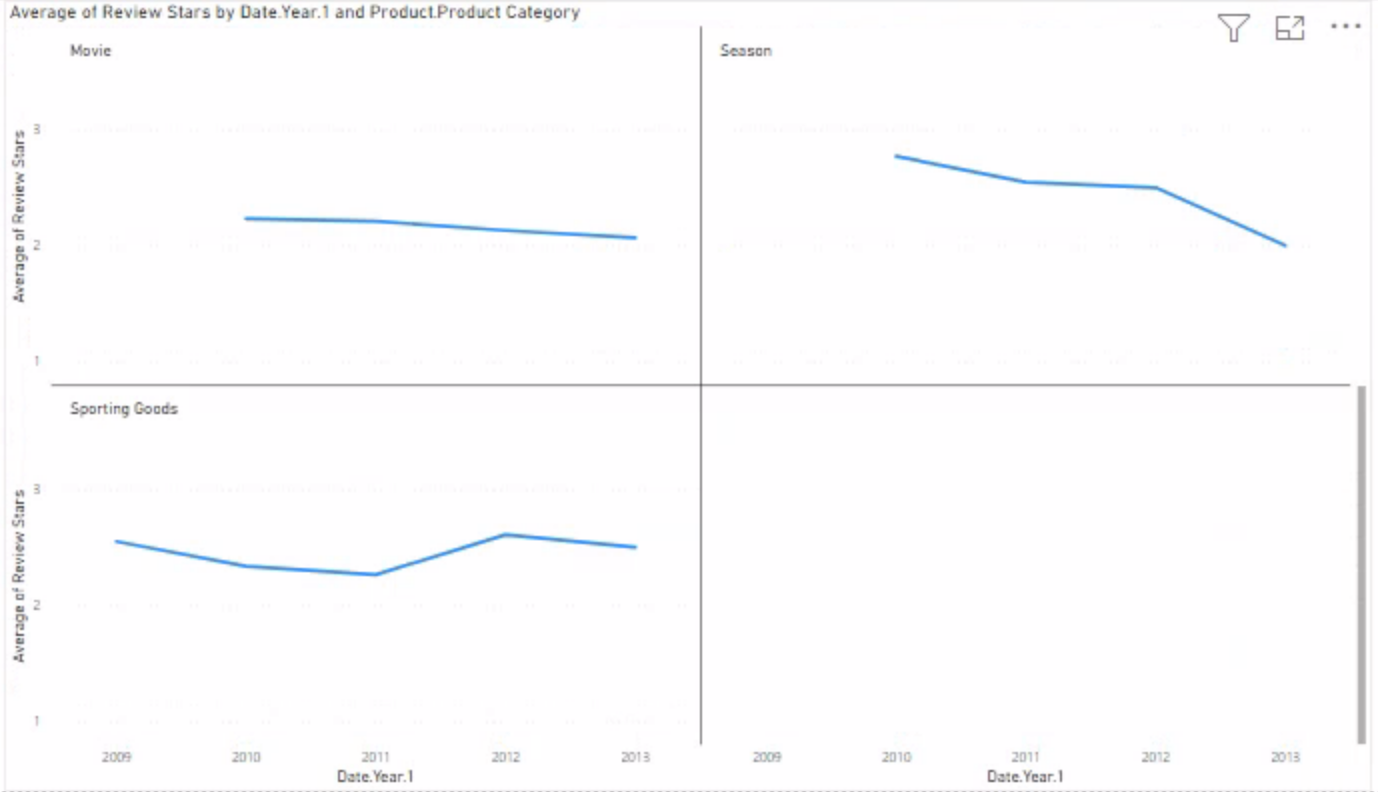 Average of Review Stars by Date.Year.1 and Product.Product Category
Movie
Season
Average of Review Stars
3
2
1
Sporting Goods
Average of Review Stars
3
2
1
2009 2010 2011 2012 2013
2009 2010 2011 2012 2013
Date.Year.1
Date.Year.1